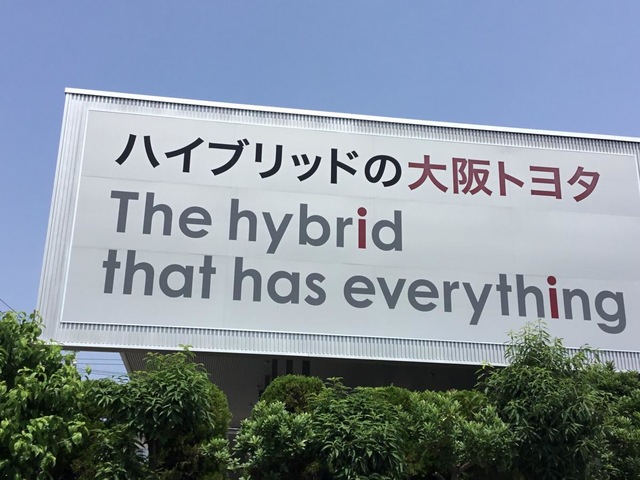 ハイブリッドの大阪トヨタ
The hybrid
that has everything